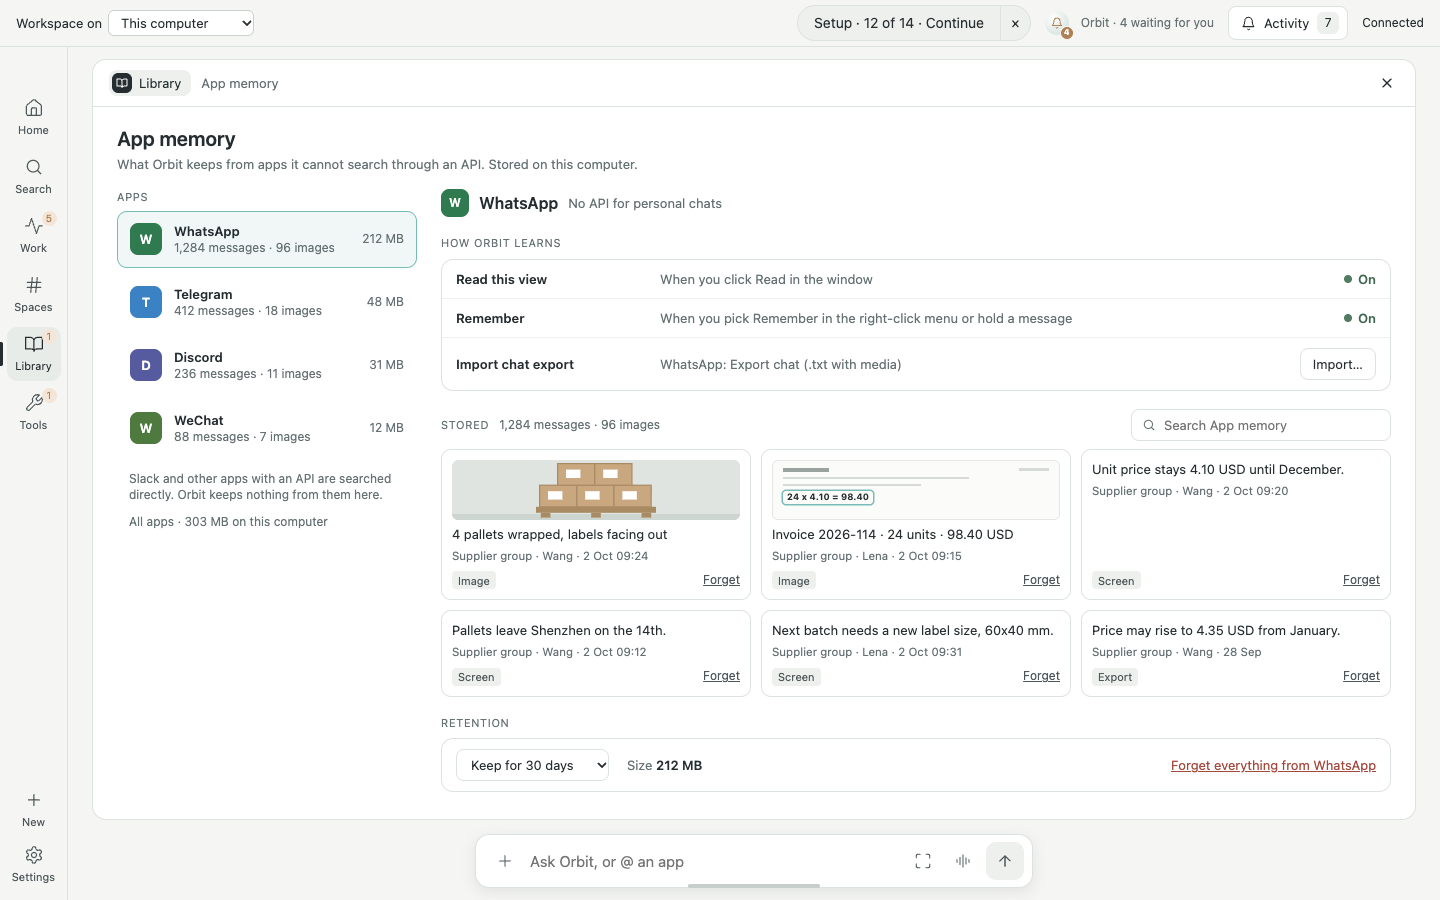 Workspace on This computer
Setup · 12 of 14 · Continue ×
4
Orbit · 4 waiting for you
Activity 7
Connected
Home
Search
5
Work
Spaces
1
Library
1
Tools
New
Settings
Library App memory
App memory
What Orbit keeps from apps it cannot search through an API. Stored on this computer.
APPS
W
WhatsApp
1,284 messages · 96 images
212 MB
T
Telegram
412 messages · 18 images
48 MB
D
Discord
236 messages · 11 images
31 MB
W
WeChat
88 messages · 7 images
12 MB
Slack and other apps with an API are searched
directly. Orbit keeps nothing from them here.
All apps · 303 MB on this computer
W WhatsApp No API for personal chats
HOW ORBIT LEARNS
Read this view When you click Read in the window On
Remember When you pick Remember in the right-click menu or hold a message On
Import chat export WhatsApp: Export chat (.txt with media) Import...
STORED 1,284 messages · 96 images
Search App memory
4 pallets wrapped, labels facing out
Supplier group · Wang · 2 Oct 09:24
Image Forget
24 x 4.10 = 98.40
Invoice 2026-114 · 24 units · 98.40 USD
Supplier group · Lena · 2 Oct 09:15
Image Forget
Unit price stays 4.10 USD until December.
Supplier group · Wang · 2 Oct 09:20
Screen Forget
Pallets leave Shenzhen on the 14th.
Supplier group · Wang · 2 Oct 09:12
Screen Forget
Next batch needs a new label size, 60x40 mm.
Supplier group · Lena · 2 Oct 09:31
Screen Forget
Price may rise to 4.35 USD from January.
Supplier group · Wang · 28 Sep
Export Forget
RETENTION
Keep for 30 days Size 212 MB Forget everything from WhatsApp
Ask Orbit, or @ an app